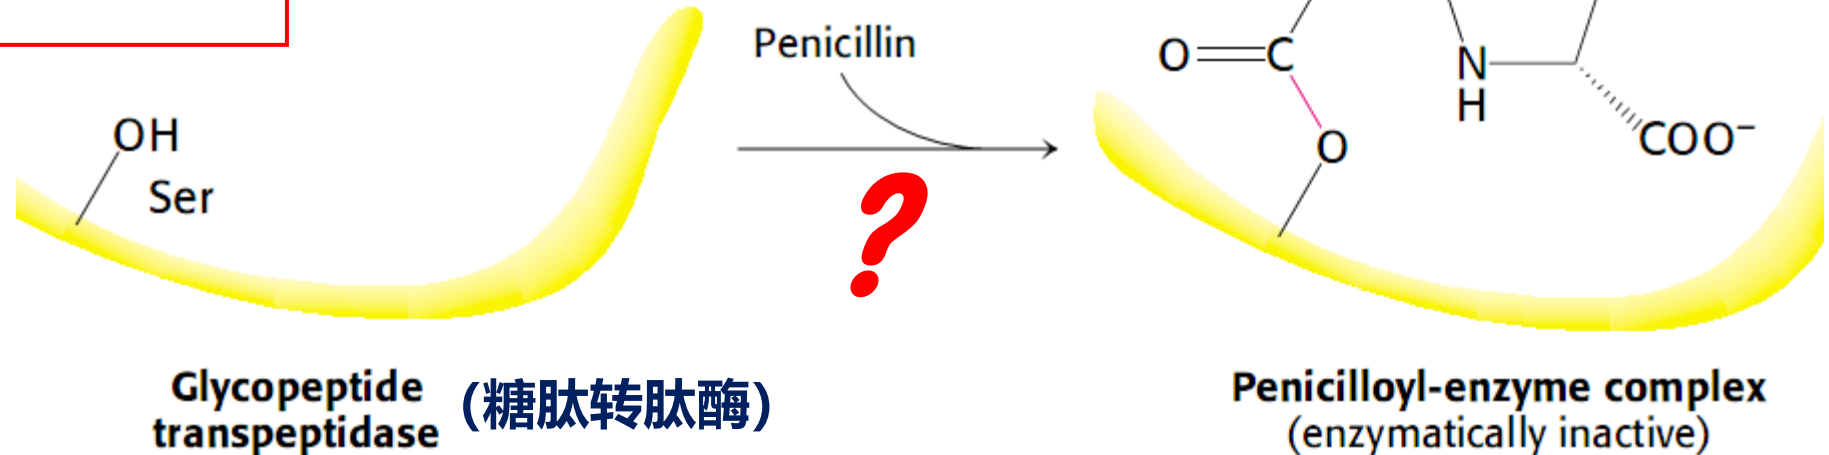 Penicillin
OH
Ser
?
O
C
O
N
H
COO⁻
Glycopeptide
transpeptidase
(糖肽转肽酶)
Penicilloyl-enzyme complex
(enzymatically inactive)